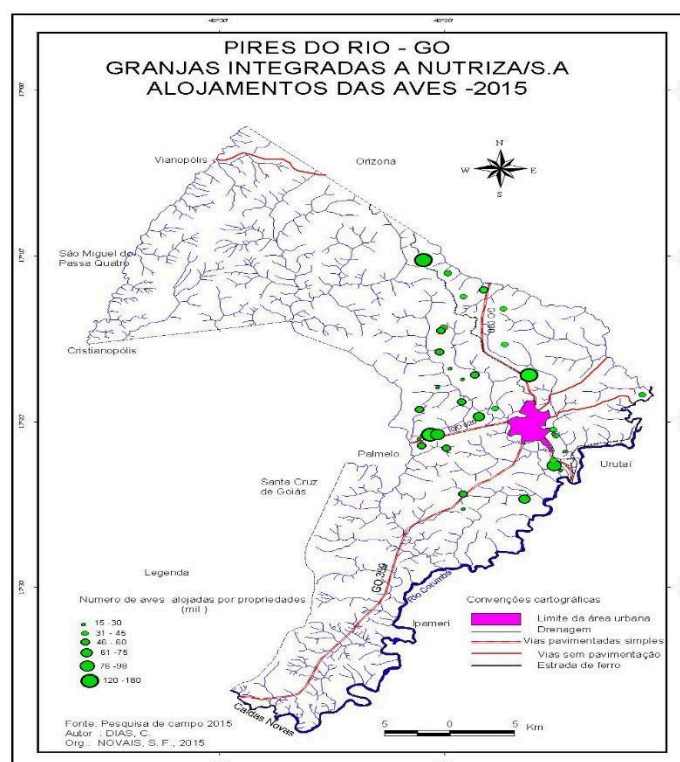 PIRES DO RIO - GO
GRANJAS INTEGRADAS A NUTRIZA/S.A
ALOJAMENTOS DAS AVES -2015
N
W
E
S
Vianopólis
Orizona
São Miguel do
Passa Quatro
Cristianopólis
Palmelo
Urutaí
Santa Cruz
de Goiás
GO 359
Rio Corumbá
Ipameri
Caldas Novas
Legenda
Numero de aves alojadas por propriedades
(mil )
15 -30
31 - 45
46 - 60
61 -75
76 -98
120 -180
Convenções cartográficas
Limite da área urbana
Drenagem
Vias pavimentadas simples
Vias sem pavimentação
Estrada de ferro
Fonte: Pesquisa de campo 2015
Autor : DIAS, C.
Org.: NOVAIS, S. F., 2015
5
0
5
Km